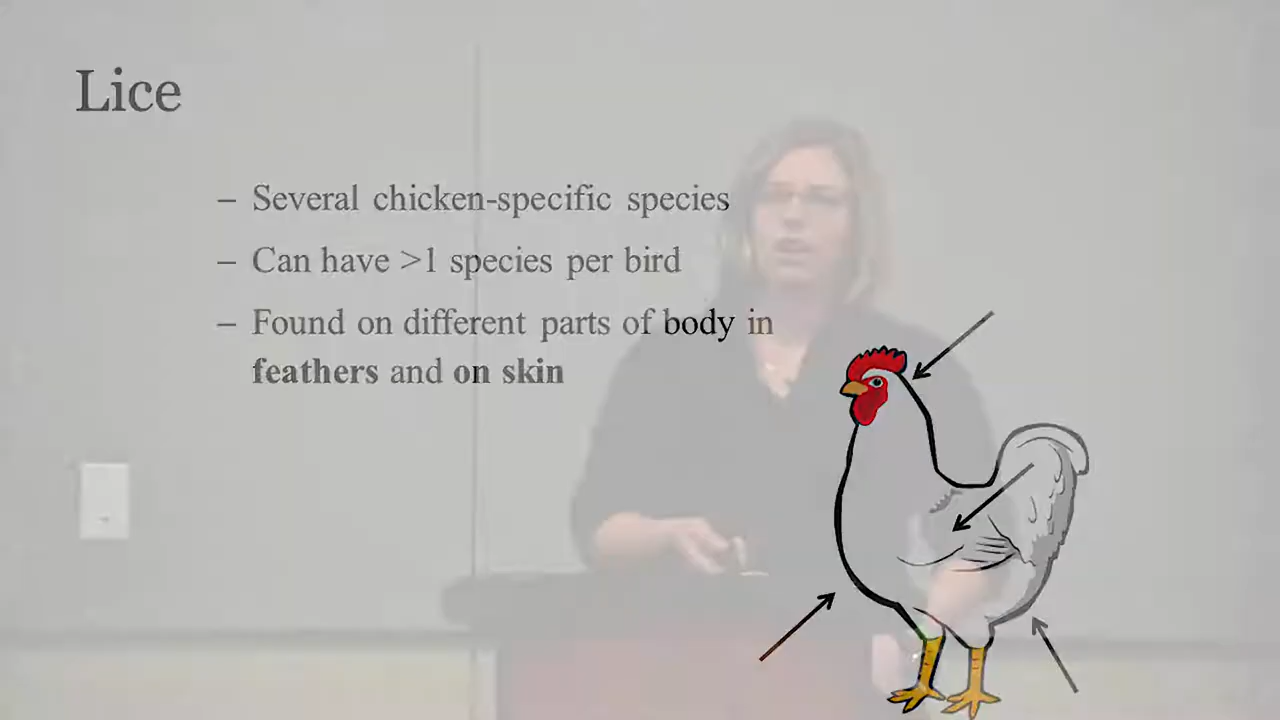 Lice
– Several chicken-specific species
– Can have >1 species per bird
– Found on different parts of body in
feathers and on skin